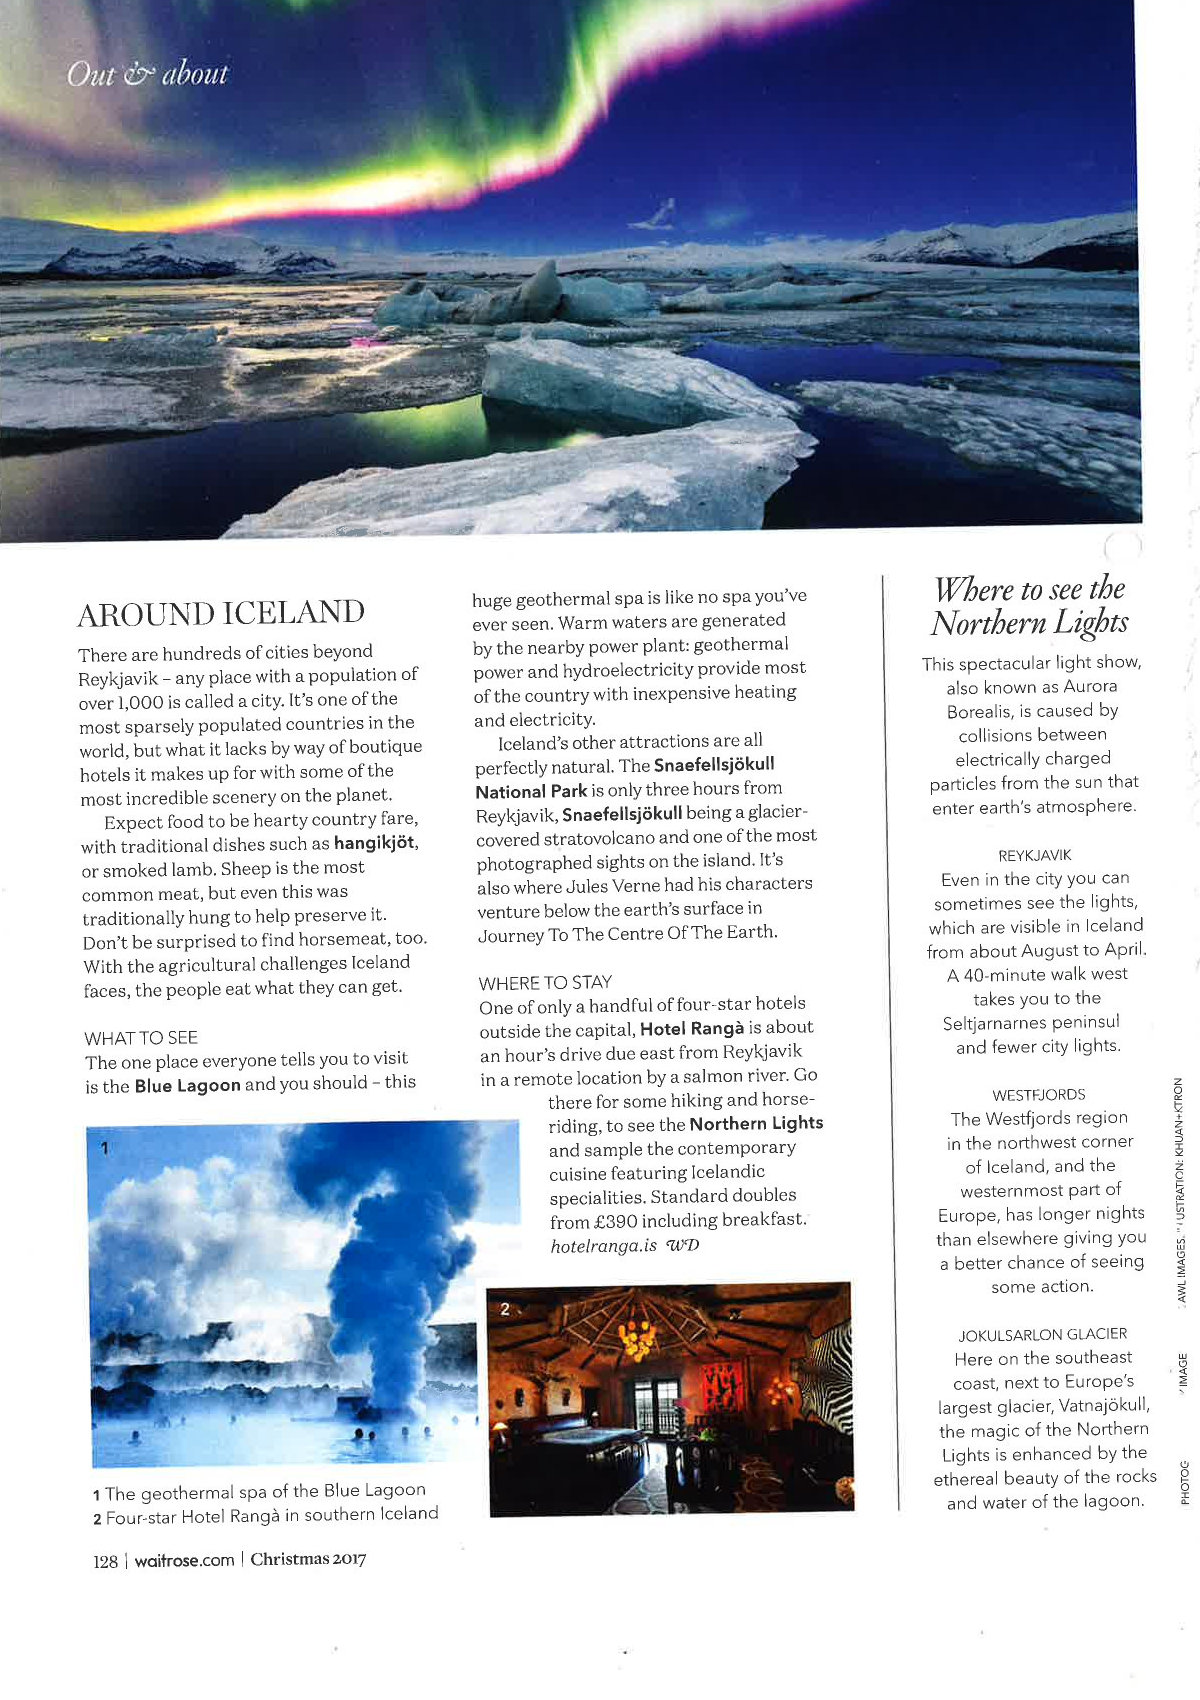 Out & about
AROUND ICELAND
There are hundreds of cities beyond
Reykjavik – any place with a population of
over 1,000 is called a city. It's one of the
most sparsely populated countries in the
world, but what it lacks by way of boutique
hotels it makes up for with some of the
most incredible scenery on the planet.
Expect food to be hearty country fare,
with traditional dishes such as hangikjöt,
or smoked lamb. Sheep is the most
common meat, but even this was
traditionally hung to help preserve it.
Don't be surprised to find horsemeat, too.
With the agricultural challenges Iceland
faces, the people eat what they can get.
WHAT TO SEE
The one place everyone tells you to visit
is the Blue Lagoon and you should – this
huge geothermal spa is like no spa you've
ever seen. Warm waters are generated
by the nearby power plant: geothermal
power and hydroelectricity provide most
of the country with inexpensive heating
and electricity.
Iceland's other attractions are all
perfectly natural. The Snaefellsjökull
National Park is only three hours from
Reykjavik, Snaefellsjökull being a glacier-
covered stratovolcano and one of the most
photographed sights on the island. It's
also where Jules Verne had his characters
venture below the earth's surface in
Journey To The Centre Of The Earth.
WHERE TO STAY
One of only a handful of four-star hotels
outside the capital, Hotel Rangà is about
an hour's drive due east from Reykjavik
in a remote location by a salmon river. Go
there for some hiking and horse-
riding, to see the Northern Lights
and sample the contemporary
cuisine featuring Icelandic
specialities. Standard doubles
from £390 including breakfast.
hotelranga.is WD
1
2
1 The geothermal spa of the Blue Lagoon
2 Four-star Hotel Rangà in southern Iceland
Where to see the
Northern Lights
This spectacular light show,
also known as Aurora
Borealis, is caused by
collisions between
electrically charged
particles from the sun that
enter earth's atmosphere.
REYKJAVIK
Even in the city you can
sometimes see the lights,
which are visible in Iceland
from about August to April.
A 40-minute walk west
takes you to the
Seltjarnarnes peninsul
and fewer city lights.
WESTFJORDS
The Westfjords region
in the northwest corner
of Iceland, and the
westernmost part of
Europe, has longer nights
than elsewhere giving you
a better chance of seeing
some action.
JOKULSARLON GLACIER
Here on the southeast
coast, next to Europe's
largest glacier, Vatnajökull,
the magic of the Northern
Lights is enhanced by the
ethereal beauty of the rocks
and water of the lagoon.
PHOTOG IMAGE AWL IMAGES. USTRATION: KHUAN+KTRON
128 | waitrose.com | Christmas 2017